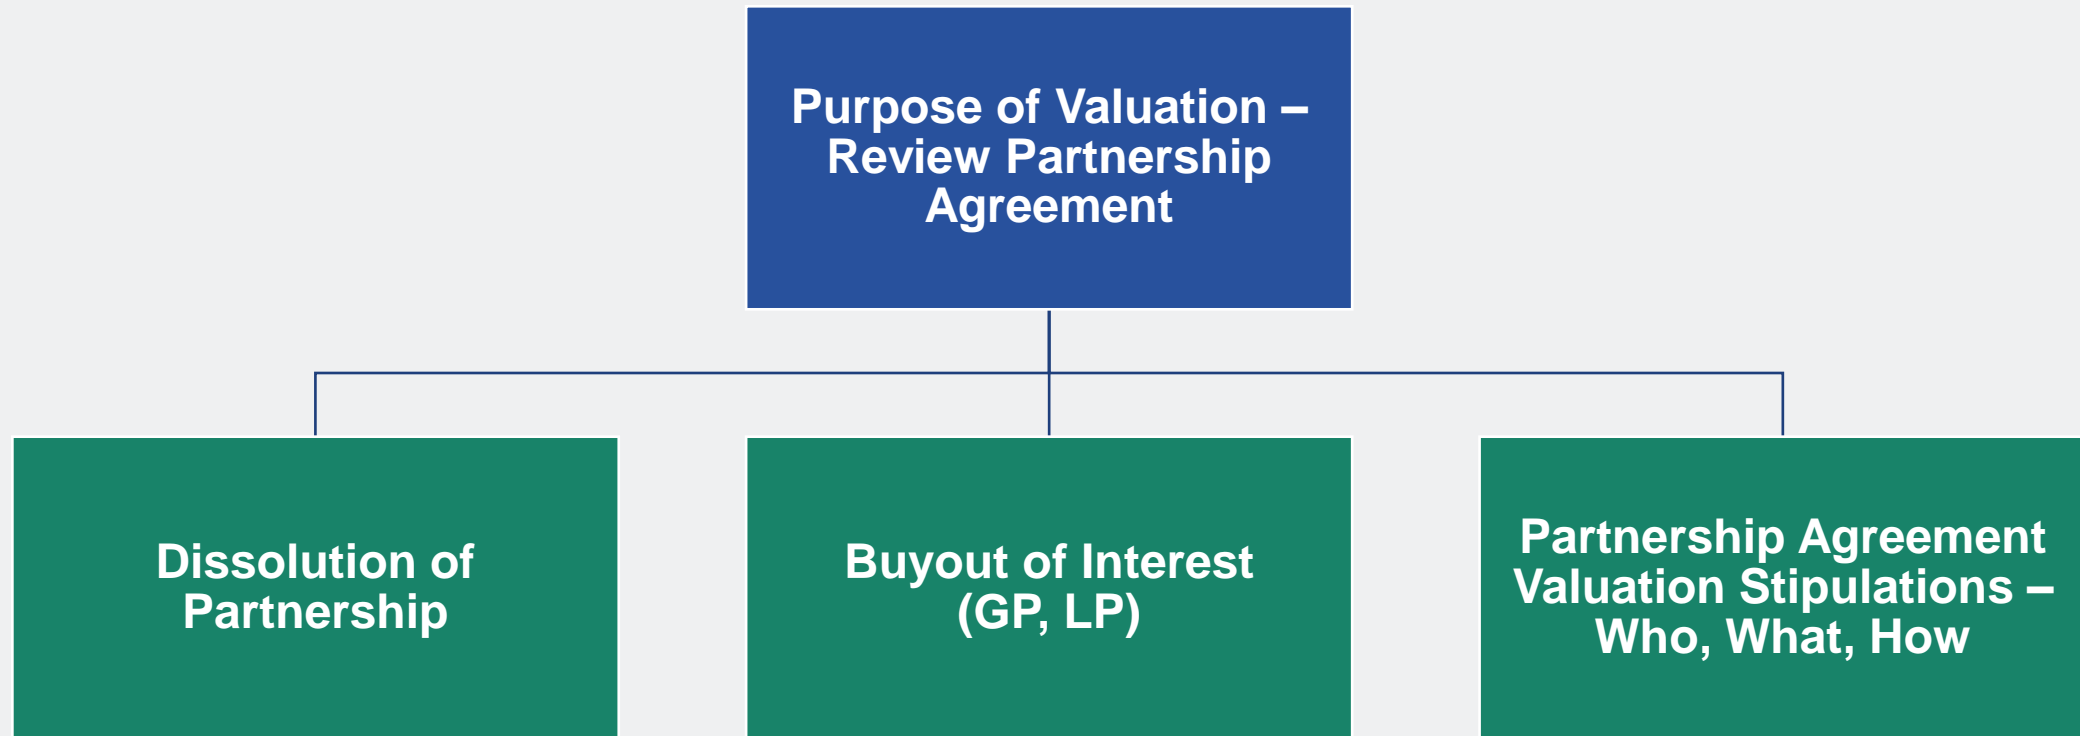 Purpose of Valuation –
Review Partnership
Agreement
Dissolution of
Partnership
Buyout of Interest
(GP, LP)
Partnership Agreement
Valuation Stipulations –
Who, What, How